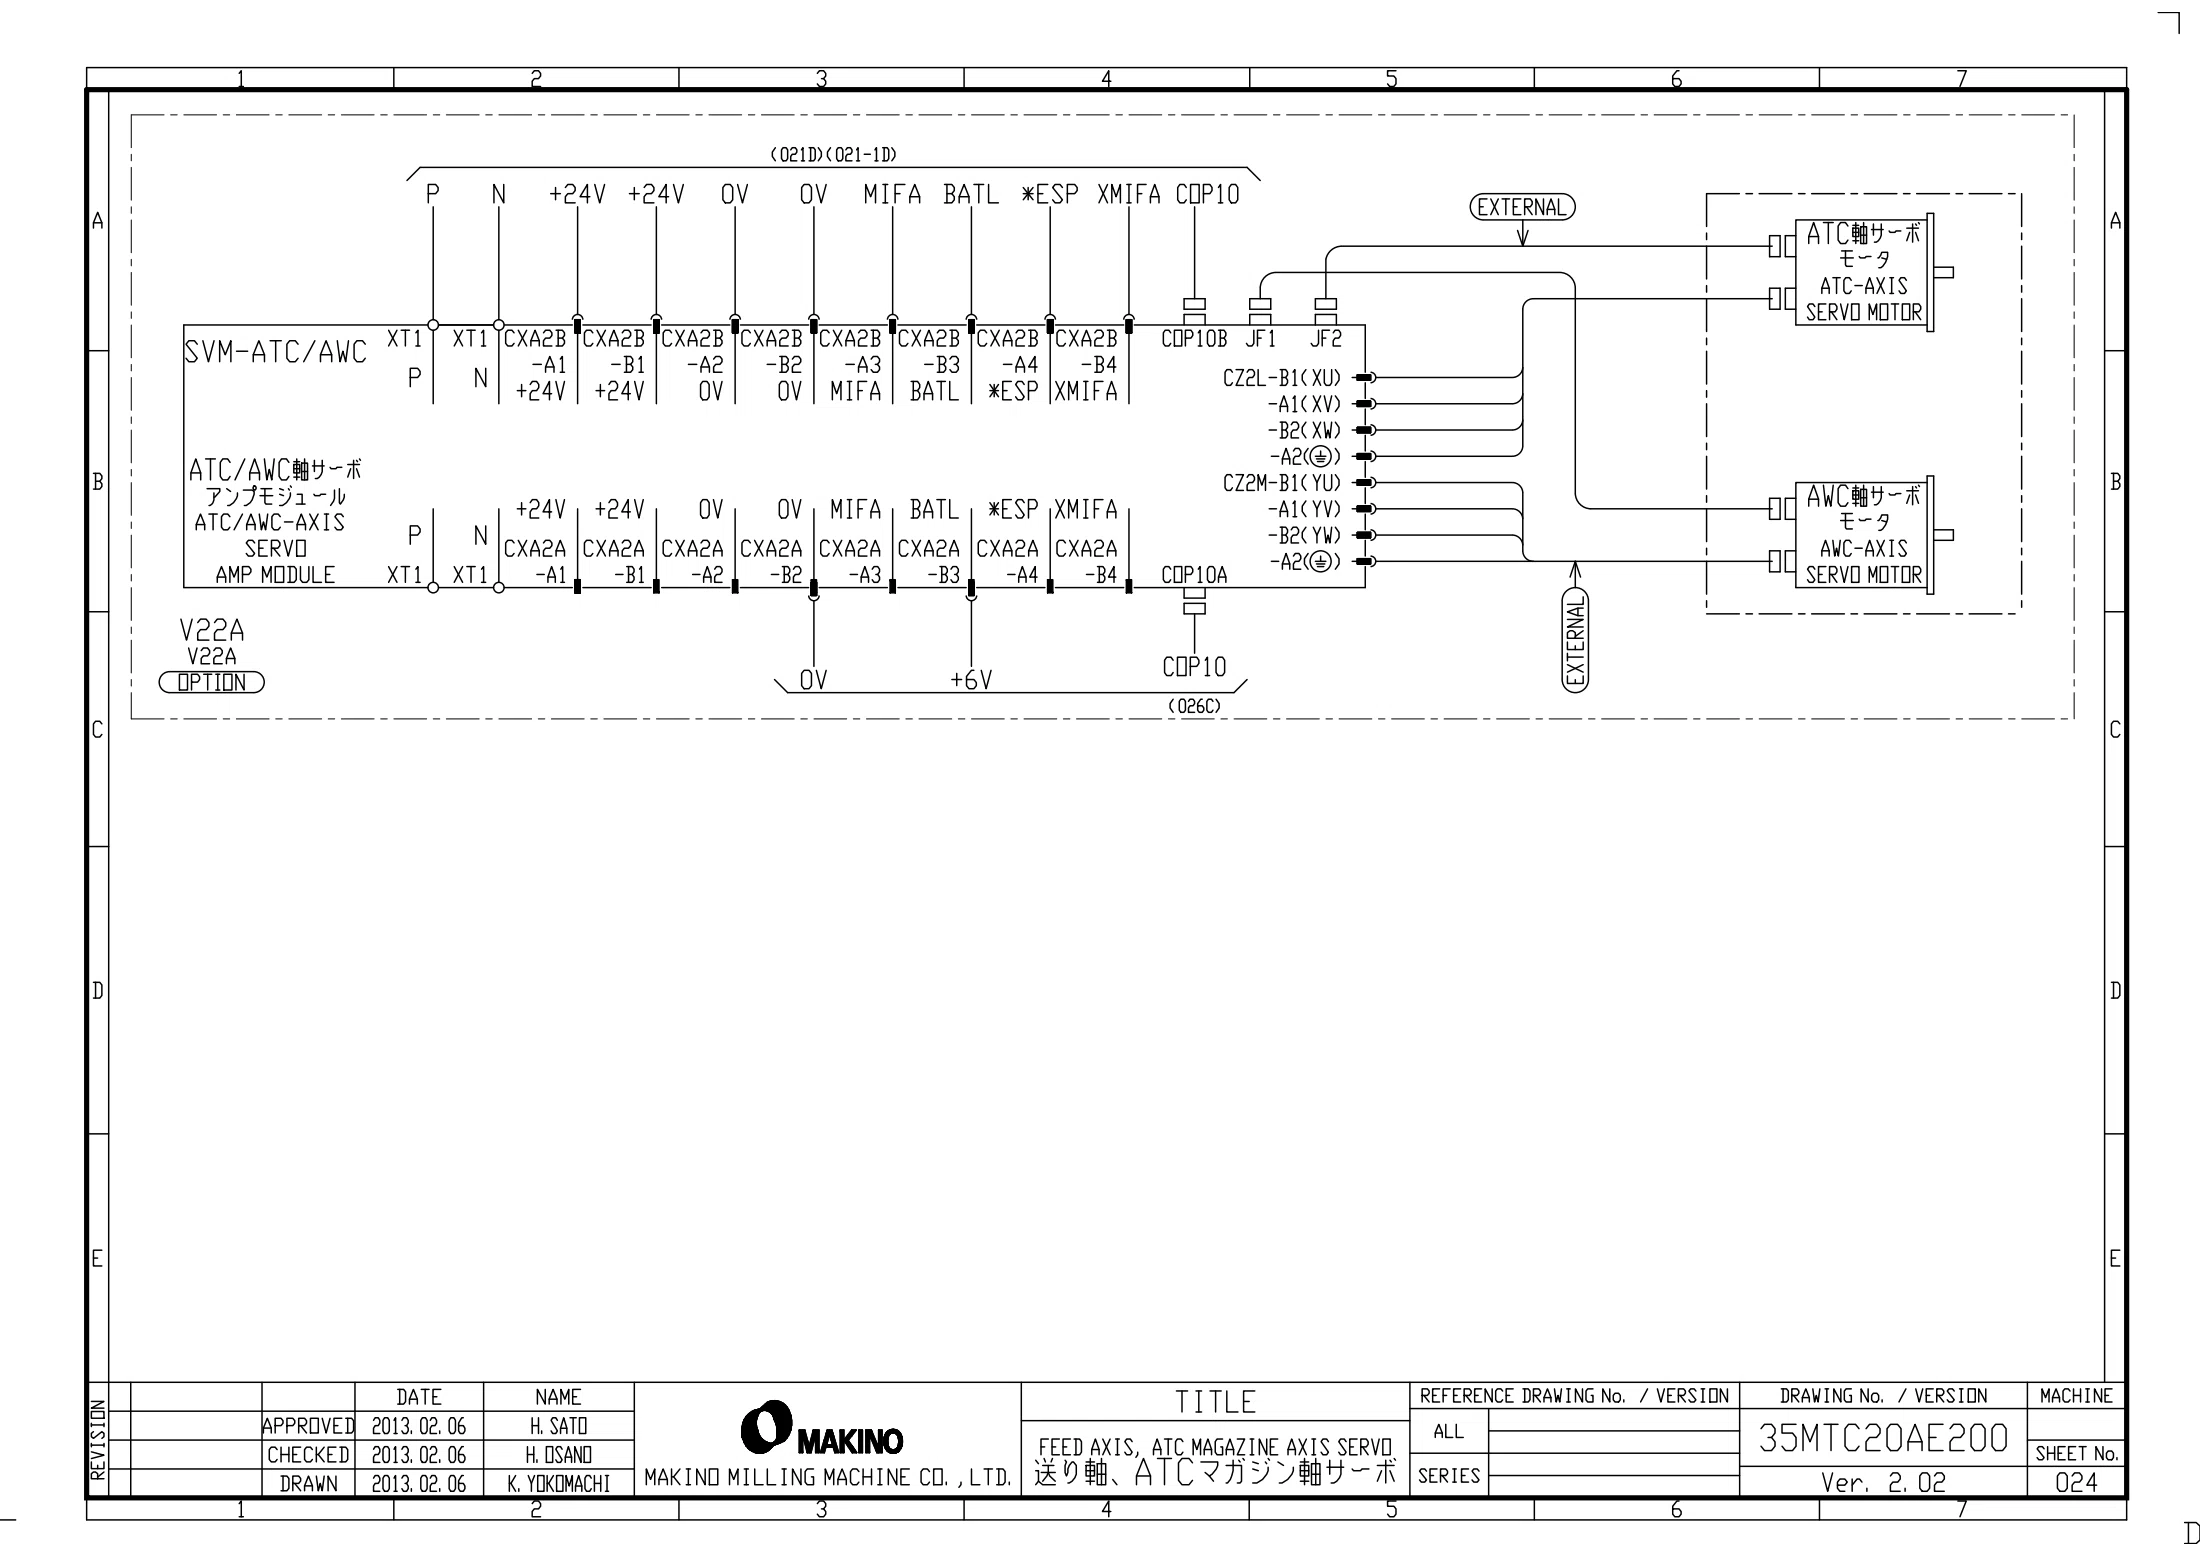 1 2 3 4 5 6 7
(021D)(021-1D)
P N +24V +24V 0V 0V MIFA BATL *ESP XMIFA COP10
EXTERNAL
A A
ATC軸サーボ
モータ
ATC-AXIS
SERVO MOTOR
SVM-ATC/AWC
XT1 XT1 CXA2B CXA2B CXA2B CXA2B CXA2B CXA2B CXA2B CXA2B COP10B JF1 JF2
-A1 -B1 -A2 -B2 -A3 -B3 -A4 -B4
P N +24V +24V 0V 0V MIFA BATL *ESP XMIFA
CZ2L-B1(XU)
-A1(XV)
-B2(XW)
-A2(⏚)
CZ2M-B1(YU)
-A1(YV)
-B2(YW)
-A2(⏚)
B B
ATC/AWC軸サーボ
アンプモジュール
ATC/AWC-AXIS
SERVO
AMP MODULE
+24V +24V 0V 0V MIFA BATL *ESP XMIFA
P N CXA2A CXA2A CXA2A CXA2A CXA2A CXA2A CXA2A CXA2A
XT1 XT1 -A1 -B1 -A2 -B2 -A3 -B3 -A4 -B4 COP10A
AWC軸サーボ
モータ
AWC-AXIS
SERVO MOTOR
EXTERNAL
V22A
V22A
OPTION
0V +6V COP10
(026C)
C C
D D
E E
REVISION
DATE NAME
APPROVED 2013.02.06 H. SATO
CHECKED 2013.02.06 H. OSANO
DRAWN 2013.02.06 K. YOKOMACHI
MAKINO
MAKINO MILLING MACHINE CO.,LTD.
TITLE
FEED AXIS, ATC MAGAZINE AXIS SERVO
送り軸、ATCマガジン軸サーボ
REFERENCE DRAWING No. / VERSION
ALL
SERIES
DRAWING No. / VERSION
35MTC20AE200
Ver. 2.02
MACHINE
SHEET No.
024
1 2 3 4 5 6 7